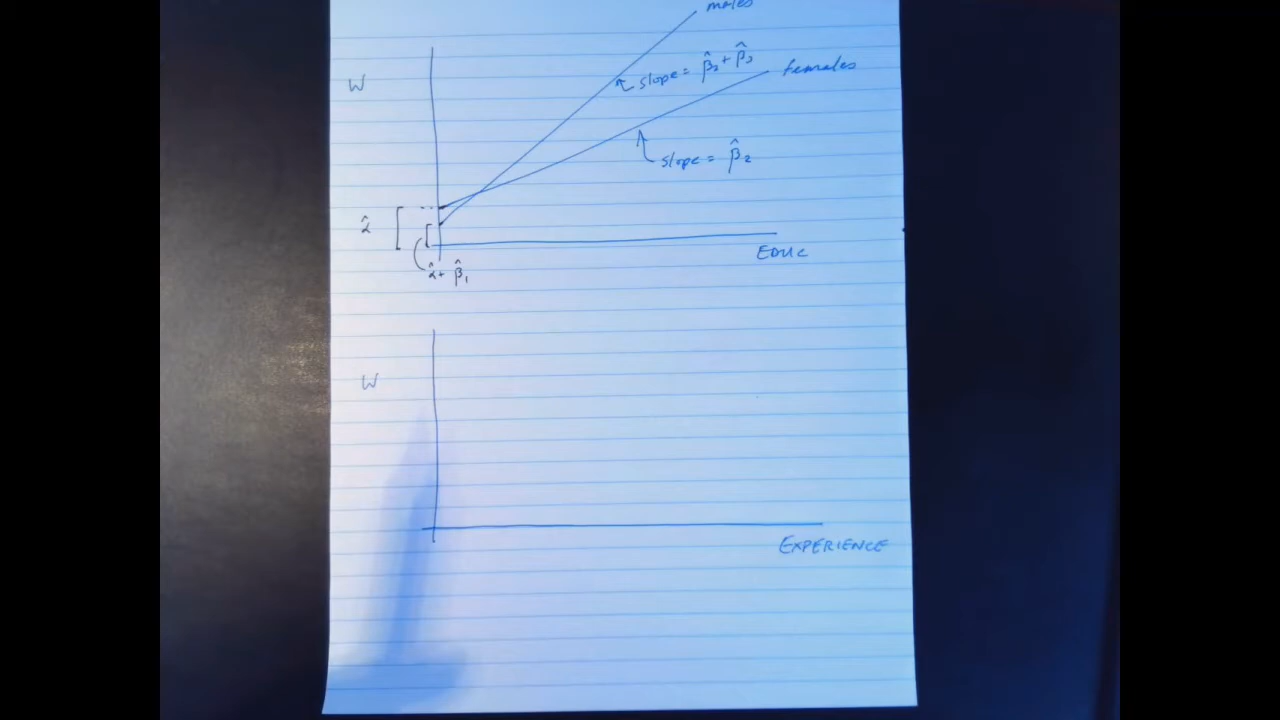 males
slope = β̂₂ + β̂₃
females
W
slope = β̂₂
α̂
EDUC
α̂ + β̂₁
W
EXPERIENCE